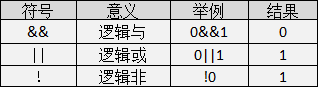 符号 意义 举例 结果
&& 逻辑与 0&&1 0
|| 逻辑或 0||1 1
! 逻辑非 !0 1